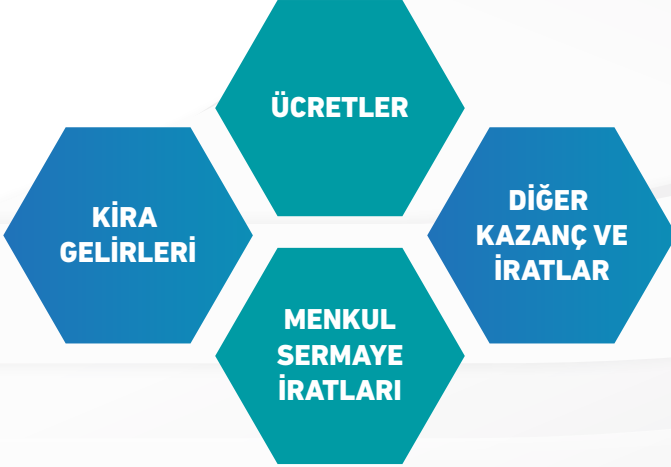 ÜCRETLER
KİRA
GELİRLERİ
DİĞER
KAZANÇ VE
İRATLAR
MENKUL
SERMAYE
İRATLARI